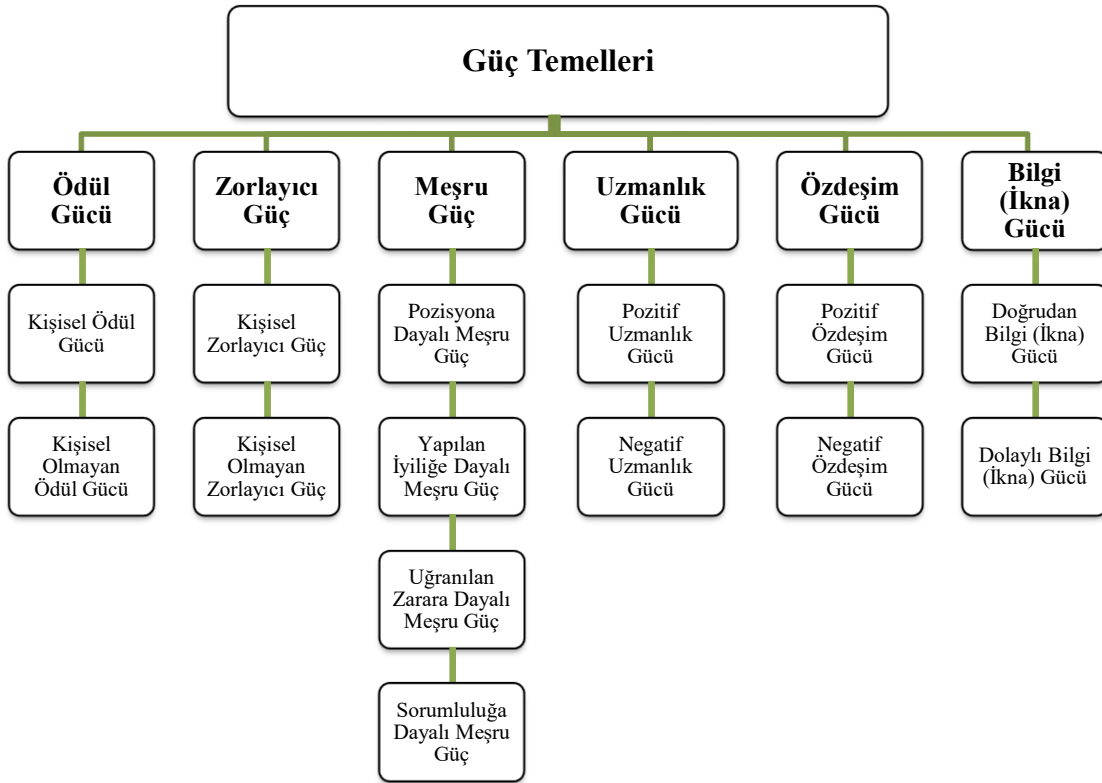 Güç Temelleri
Ödül
Gücü
Zorlayıcı
Güç
Meşru
Güç
Uzmanlık
Gücü
Özdeşim
Gücü
Bilgi
(İkna)
Gücü
Kişisel Ödül
Gücü
Kişisel
Zorlayıcı Güç
Pozisyona
Dayalı Meşru
Güç
Pozitif
Uzmanlık
Gücü
Pozitif
Özdeşim
Gücü
Doğrudan
Bilgi (İkna)
Gücü
Kişisel
Olmayan
Ödül Gücü
Kişisel
Olmayan
Zorlayıcı Güç
Yapılan
İyiliğe Dayalı
Meşru Güç
Negatif
Uzmanlık
Gücü
Negatif
Özdeşim
Gücü
Dolaylı Bilgi
(İkna) Gücü
Uğranılan
Zarara Dayalı
Meşru Güç
Sorumluluğa
Dayalı Meşru
Güç